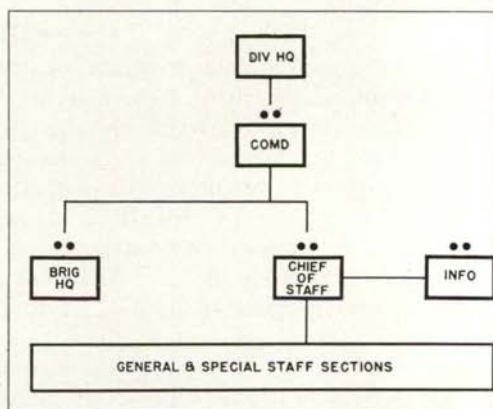 DIV HQ
COMD
BRIG
HQ
CHIEF
OF
STAFF
INFO
GENERAL & SPECIAL STAFF SECTIONS